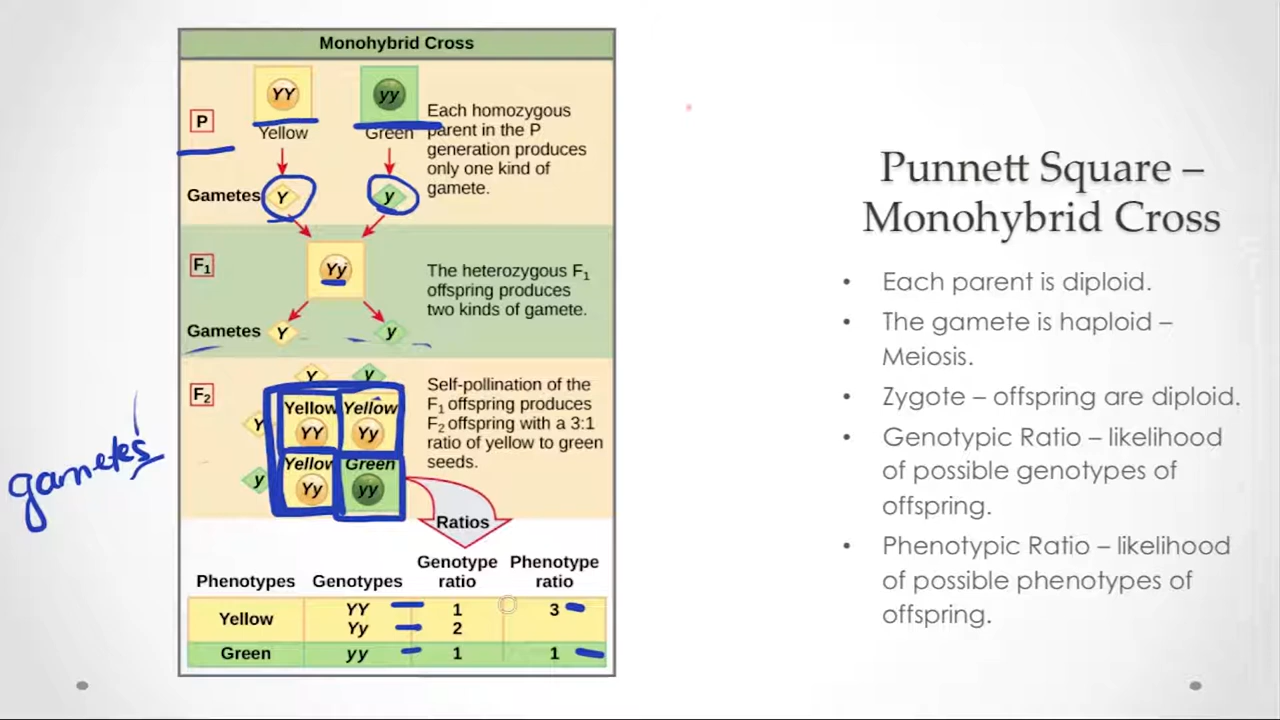 Monohybrid Cross
P
YY
yy
Yellow
Green
Each homozygous
parent in the P
generation produces
only one kind of
gamete.
Gametes
Y
y
F1
Yy
The heterozygous F1
offspring produces
two kinds of gamete.
Gametes
Y
y
F2
Y
y
Y
y
Yellow
YY
Yellow
Yy
Yellow
Yy
Green
yy
Self-pollination of the
F1 offspring produces
F2 offspring with a 3:1
ratio of yellow to green
seeds.
Ratios
gametes
Phenotypes
Genotypes
Genotype
ratio
Phenotype
ratio
Yellow
YY 1 3
Yy 2
Green yy 1 1
Punnett Square –
Monohybrid Cross
• Each parent is diploid.
• The gamete is haploid –
Meiosis.
• Zygote – offspring are diploid.
• Genotypic Ratio – likelihood
of possible genotypes of
offspring.
• Phenotypic Ratio – likelihood
of possible phenotypes of
offspring.